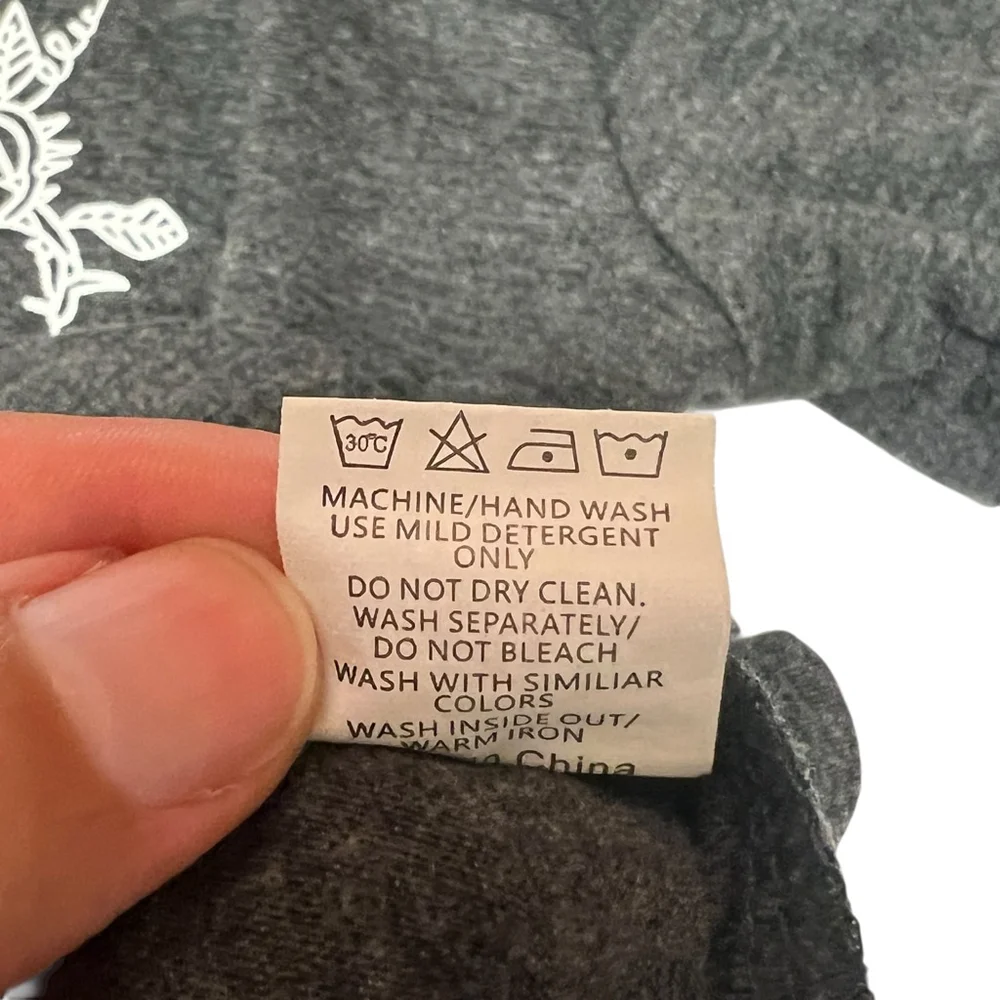 30°C
MACHINE/HAND WASH
USE MILD DETERGENT
ONLY
DO NOT DRY CLEAN.
WASH SEPARATELY/
DO NOT BLEACH
WASH WITH SIMILIAR
COLORS
WASH INSIDE OUT/
WARM IRON
China